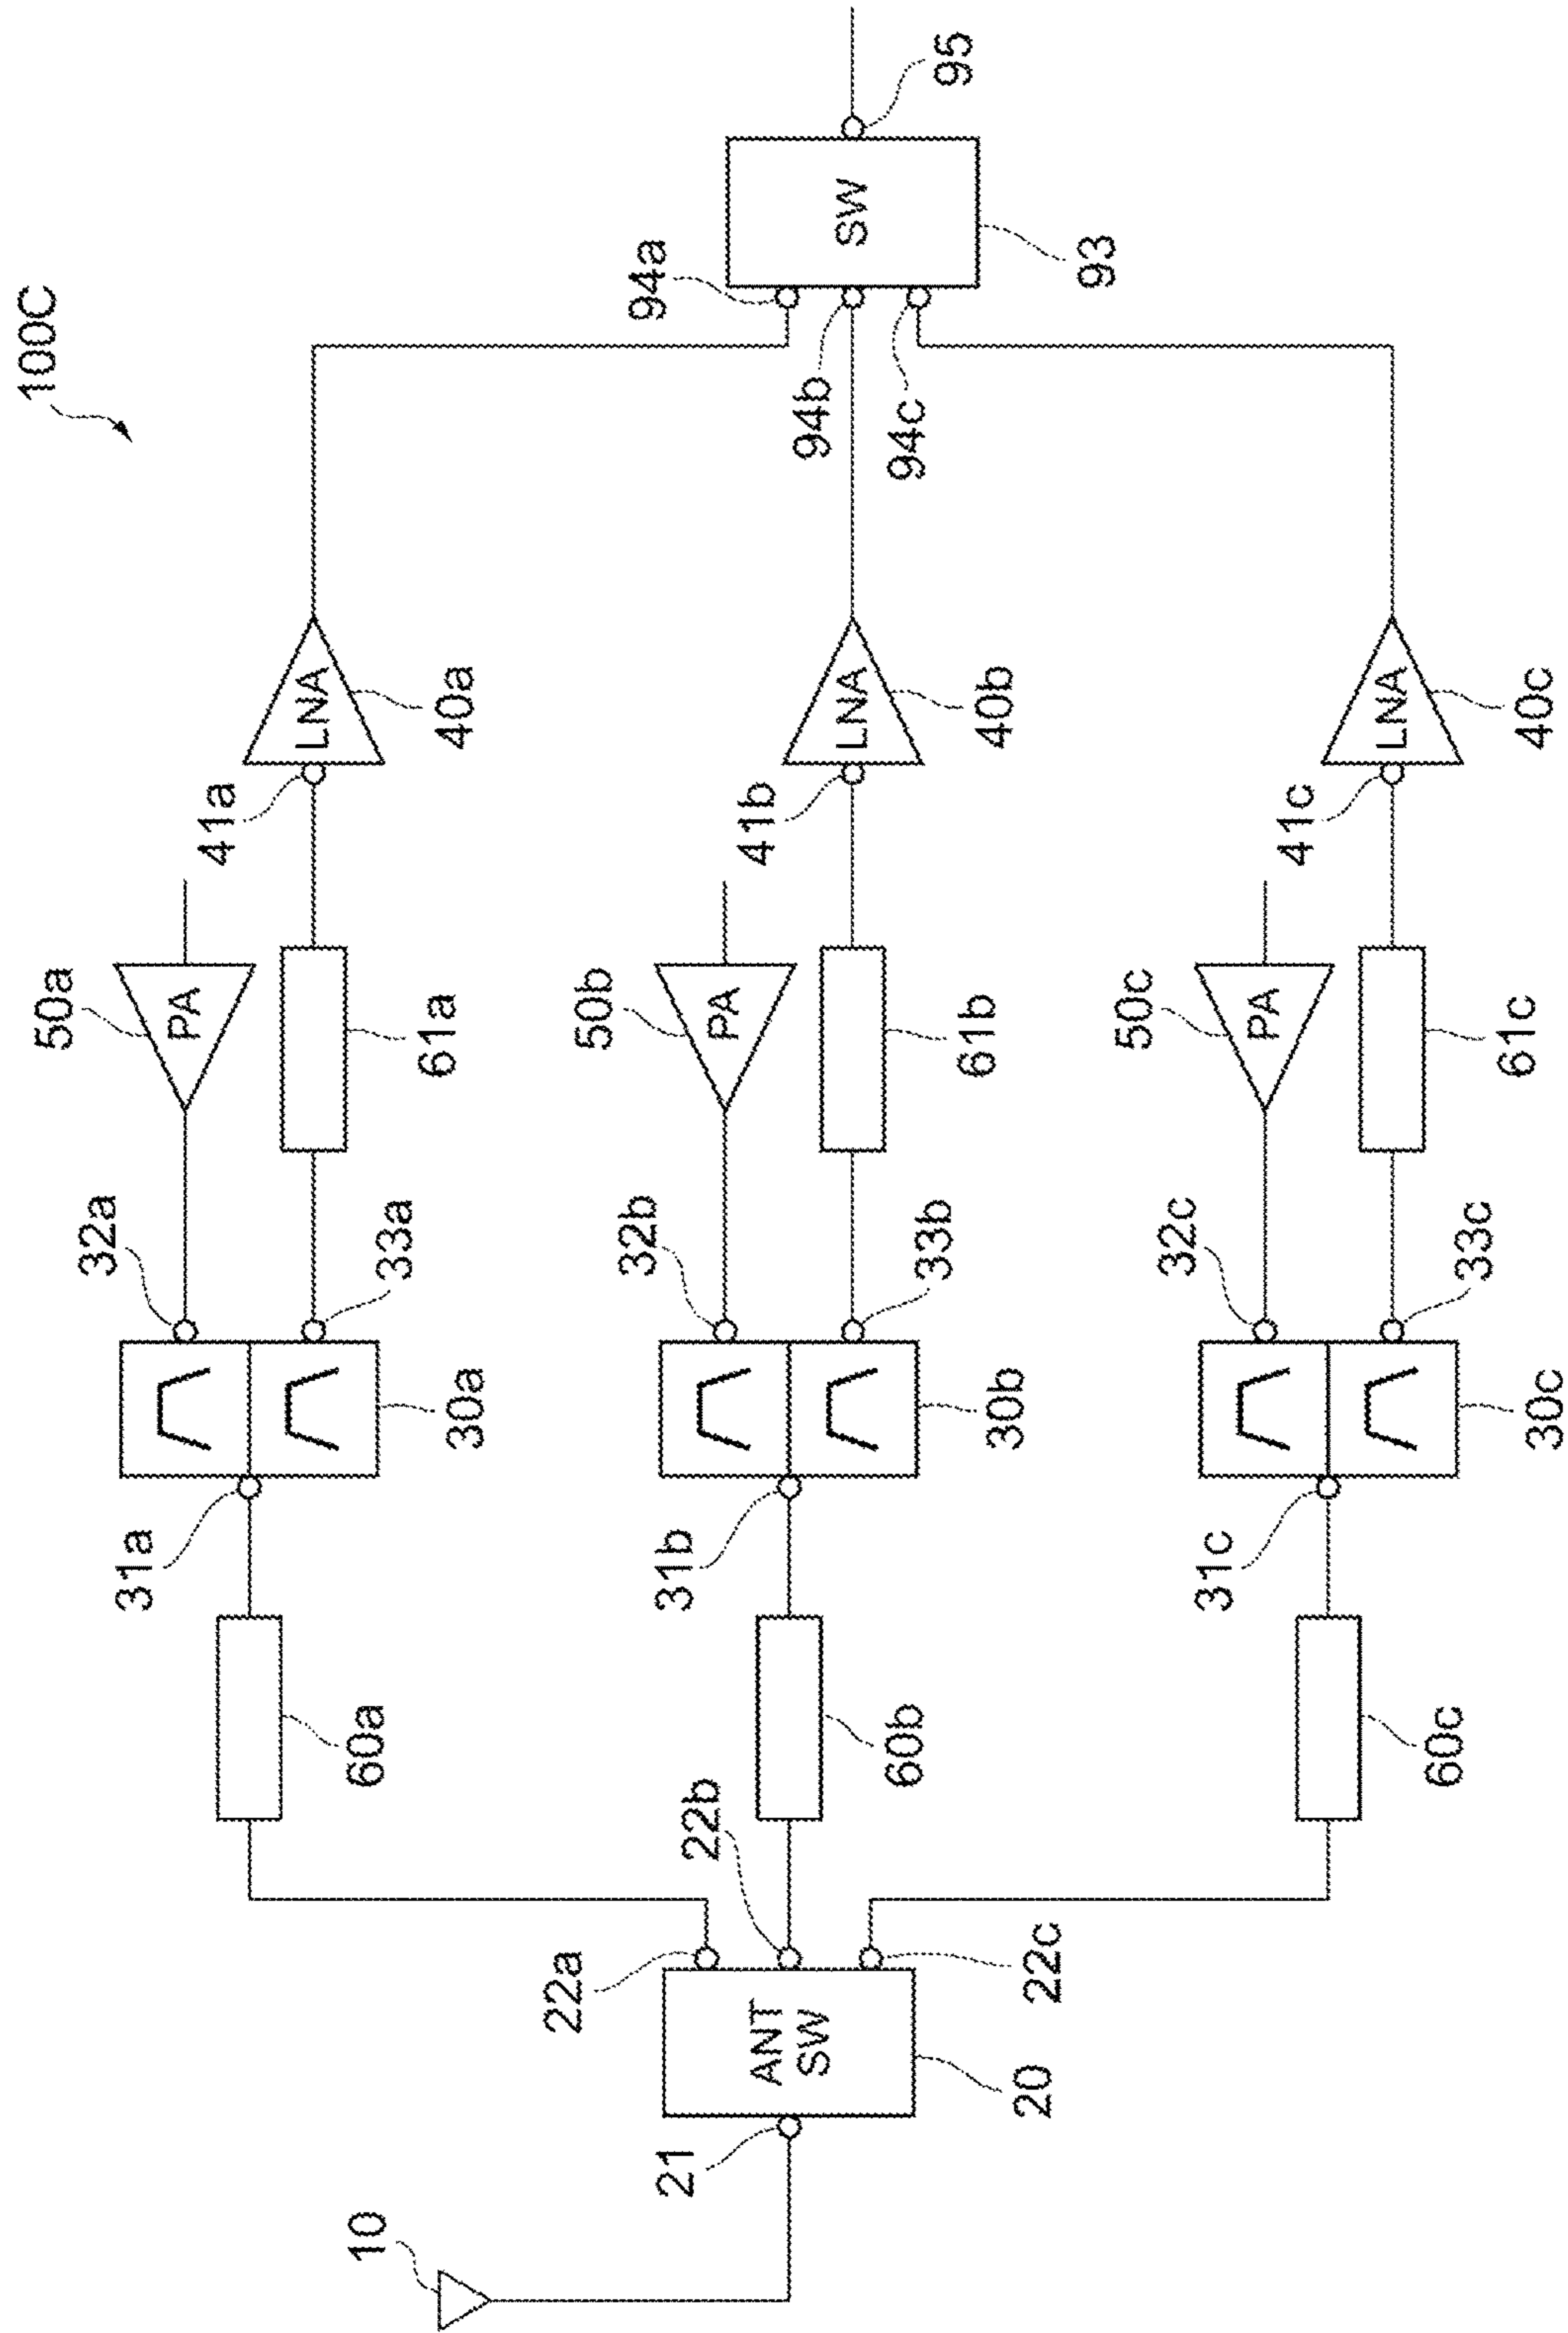 100C
50a
32a
PA
41a
31a
LNA
61a
40a
33a
30a
60a
94a
10
22a
21
50b
32b
PA
41b
31b
22b
94b
SW
95
ANT
SW
LNA
94c
61b
40b
33b
30b
60b
22c
20
93
50c
32c
PA
41c
31c
LNA
61c
40c
33c
30c
60c